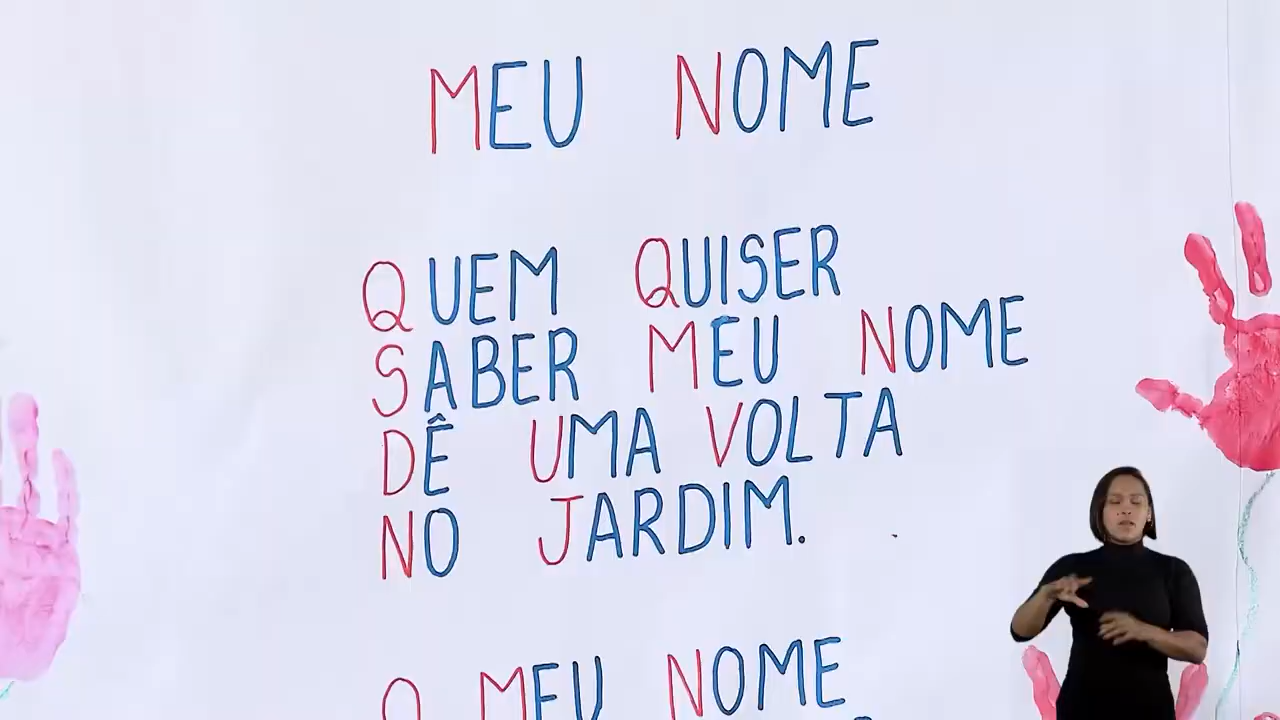 MEU NOME
QUEM QUISER
SABER MEU NOME
DÊ UMA VOLTA
NO JARDIM.
O MEU NOME